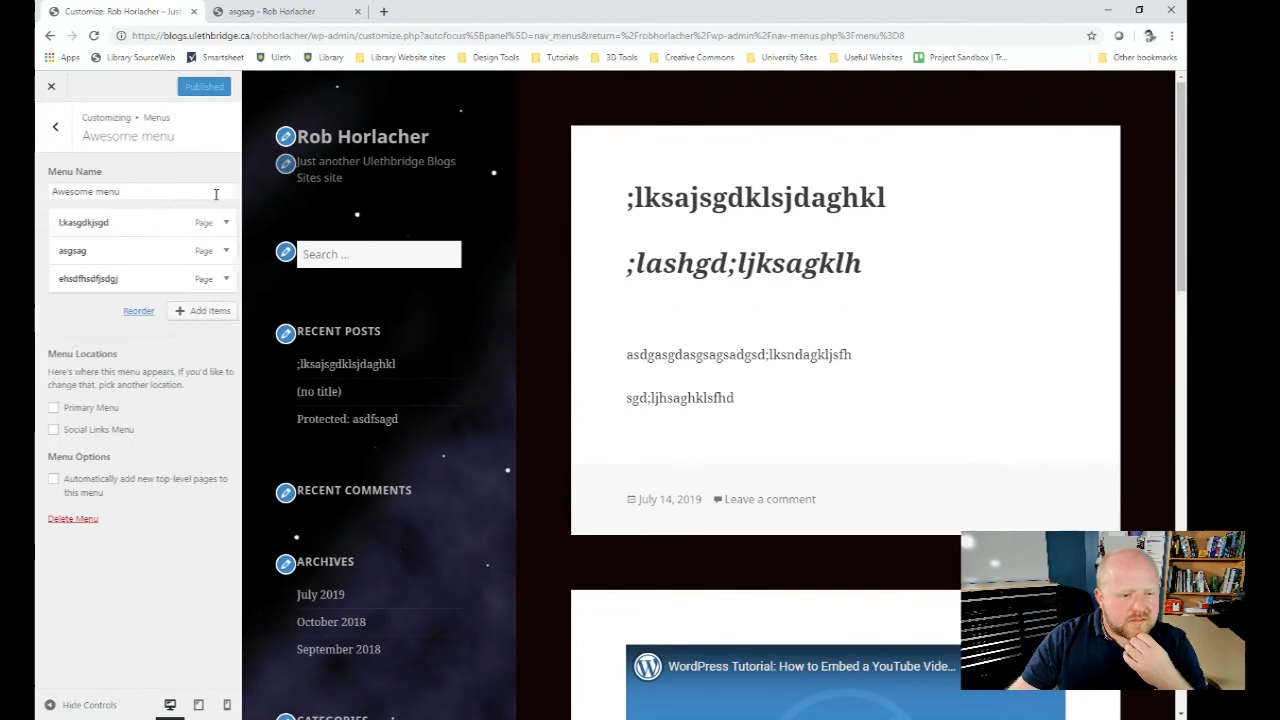 Customize: Rob Horlacher – Jus
asgsag – Rob Horlacher
https://blogs.ulethbridge.ca/robhorlacher/wp-admin/customize.php?autofocus%5Bpanel%5D=nav_menus&return=%2Frobhorlacher%2Fwp-admin%2Fnav-menus.php%3Fmenu%3D8
Apps
Library SourceWeb
Smartsheet
Uleth
Library
Library Website sites
Design Tools
Tutorials
3D Tools
Creative Commons
University Sites
Useful Websites
Project Sandbox | Tr...
Other bookmarks
Published
Customizing • Menus
Awesome menu
Menu Name
Awesome menu
Page
asgsag Page
ehsdfhsdfjsdgj Page
Reorder
Add Items
Menu Locations
Here's where this menu appears. If you'd like to
change that, pick another location.
Primary Menu
Social Links Menu
Menu Options
Automatically add new top-level pages to
this menu
Delete Menu
Hide Controls
Rob Horlacher
Just another Ulethbridge Blogs
Sites site
Search ...
RECENT POSTS
;lksajsgdklsjdaghkl
(no title)
Protected: asdfsagd
RECENT COMMENTS
ARCHIVES
July 2019
October 2018
September 2018
CATEGORIES
;lksajsgdklsjdaghkl
;lashgd;ljksagklh
asdgasgdasgsagsadgsd;lksndagkljsfh
sgd;ljhsaghklsfhd
July 14, 2019
Leave a comment
WordPress Tutorial: How to Embed a YouTube Vide...